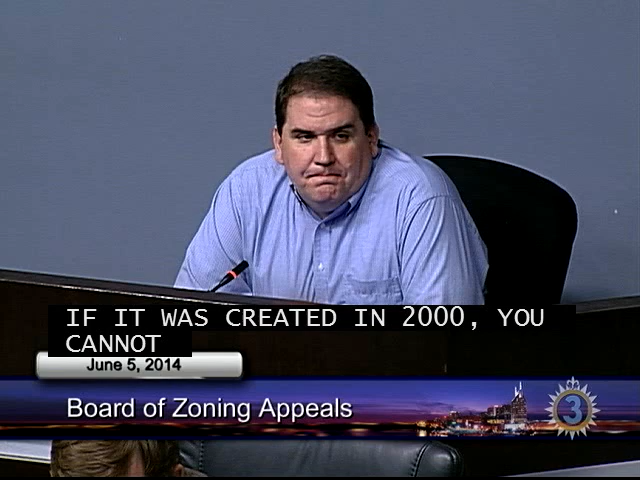 IF IT WAS CREATED IN 2000, YOU
CANNOT
June 5, 2014
Board of Zoning Appeals
3